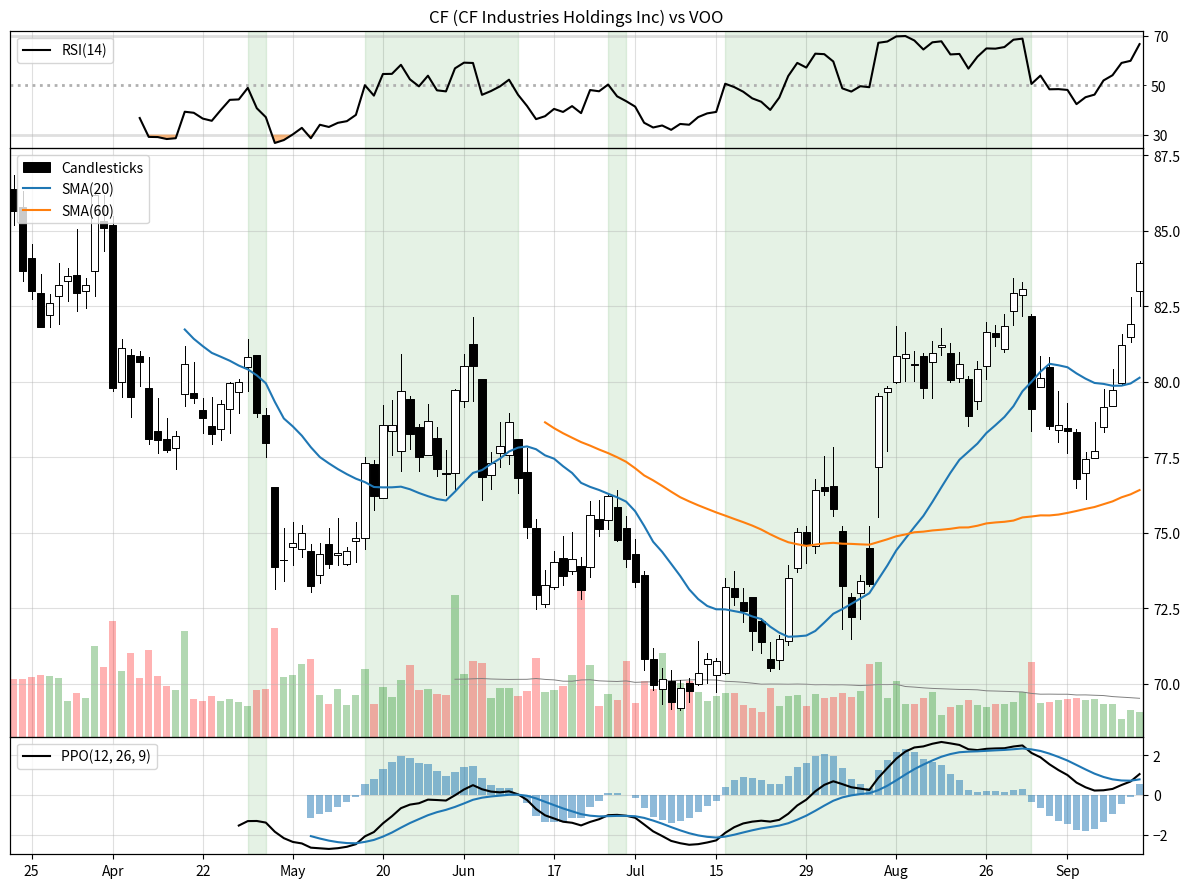 CF (CF Industries Holdings Inc) vs VOO
RSI(14)
70
50
30
Candlesticks
SMA(20)
SMA(60)
87.5
85.0
82.5
80.0
77.5
75.0
72.5
70.0
PPO(12, 26, 9)
2
0
−2
25 Apr 22 May 20 Jun 17 Jul 15 29 Aug 26 Sep